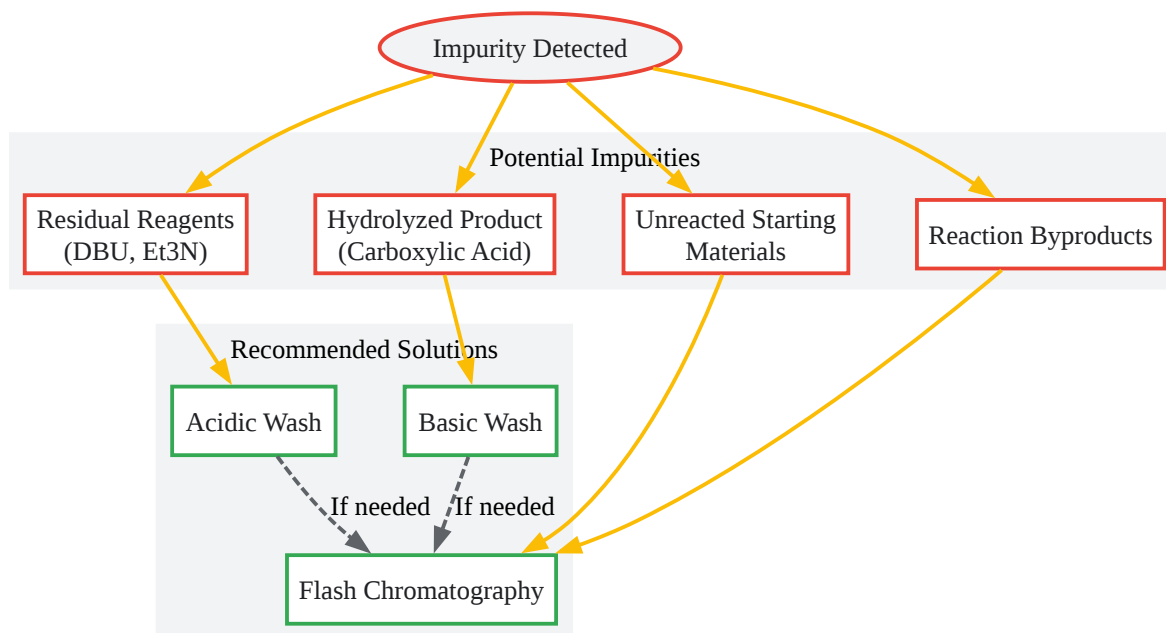 Impurity Detected
Potential Impurities
Residual Reagents
(DBU, Et3N)
Hydrolyzed Product
(Carboxylic Acid)
Unreacted Starting
Materials
Reaction Byproducts
Recommended Solutions
Acidic Wash
Basic Wash
If needed
If needed
Flash Chromatography